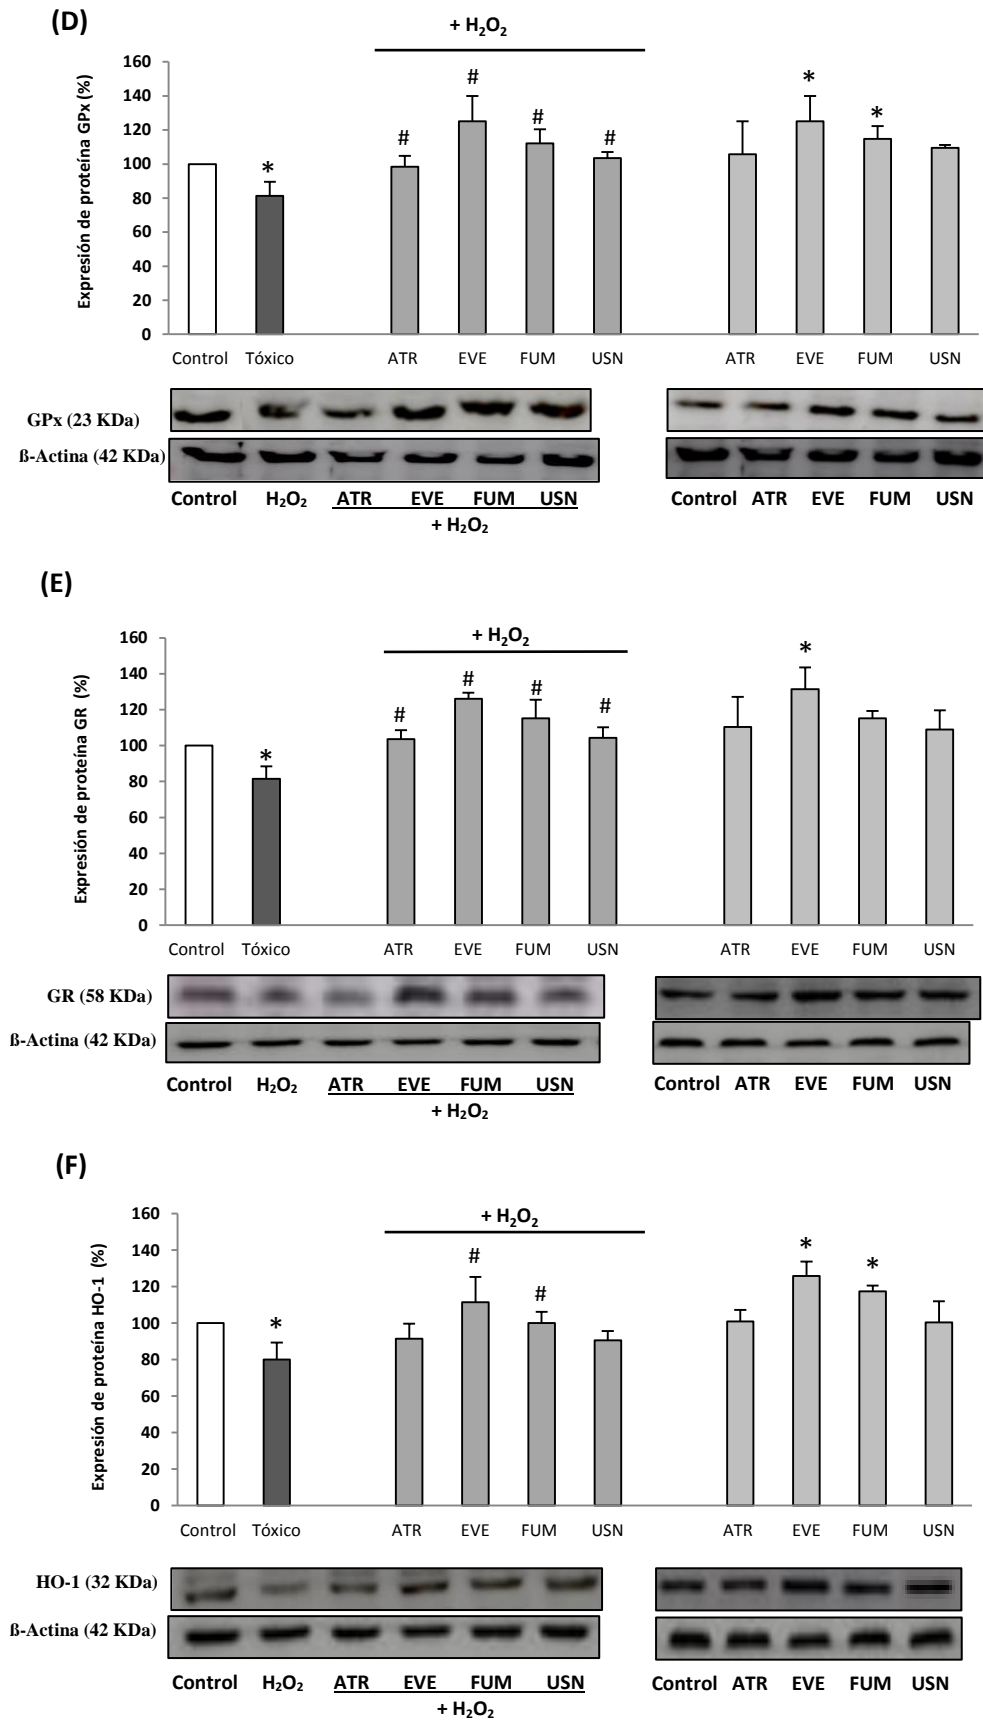 (D)
+ H₂O₂
Expresión de proteína GPx (%)
160
140
120
100
80
60
40
20
0
* # # # # * *
Control Tóxico ATR EVE FUM USN ATR EVE FUM USN
GPx (23 KDa)
ß-Actina (42 KDa)
Control H₂O₂ ATR EVE FUM USN Control ATR EVE FUM USN
+ H₂O₂
(E)
+ H₂O₂
Expresión de proteína GR (%)
160
140
120
100
80
60
40
20
0
* # # # # *
Control Tóxico ATR EVE FUM USN ATR EVE FUM USN
GR (58 KDa)
ß-Actina (42 KDa)
Control H₂O₂ ATR EVE FUM USN Control ATR EVE FUM USN
+ H₂O₂
(F)
+ H₂O₂
Expresión de proteína HO-1 (%)
160
140
120
100
80
60
40
20
0
* # # * *
Control Tóxico ATR EVE FUM USN ATR EVE FUM USN
HO-1 (32 KDa)
ß-Actina (42 KDa)
Control H₂O₂ ATR EVE FUM USN Control ATR EVE FUM USN
+ H₂O₂